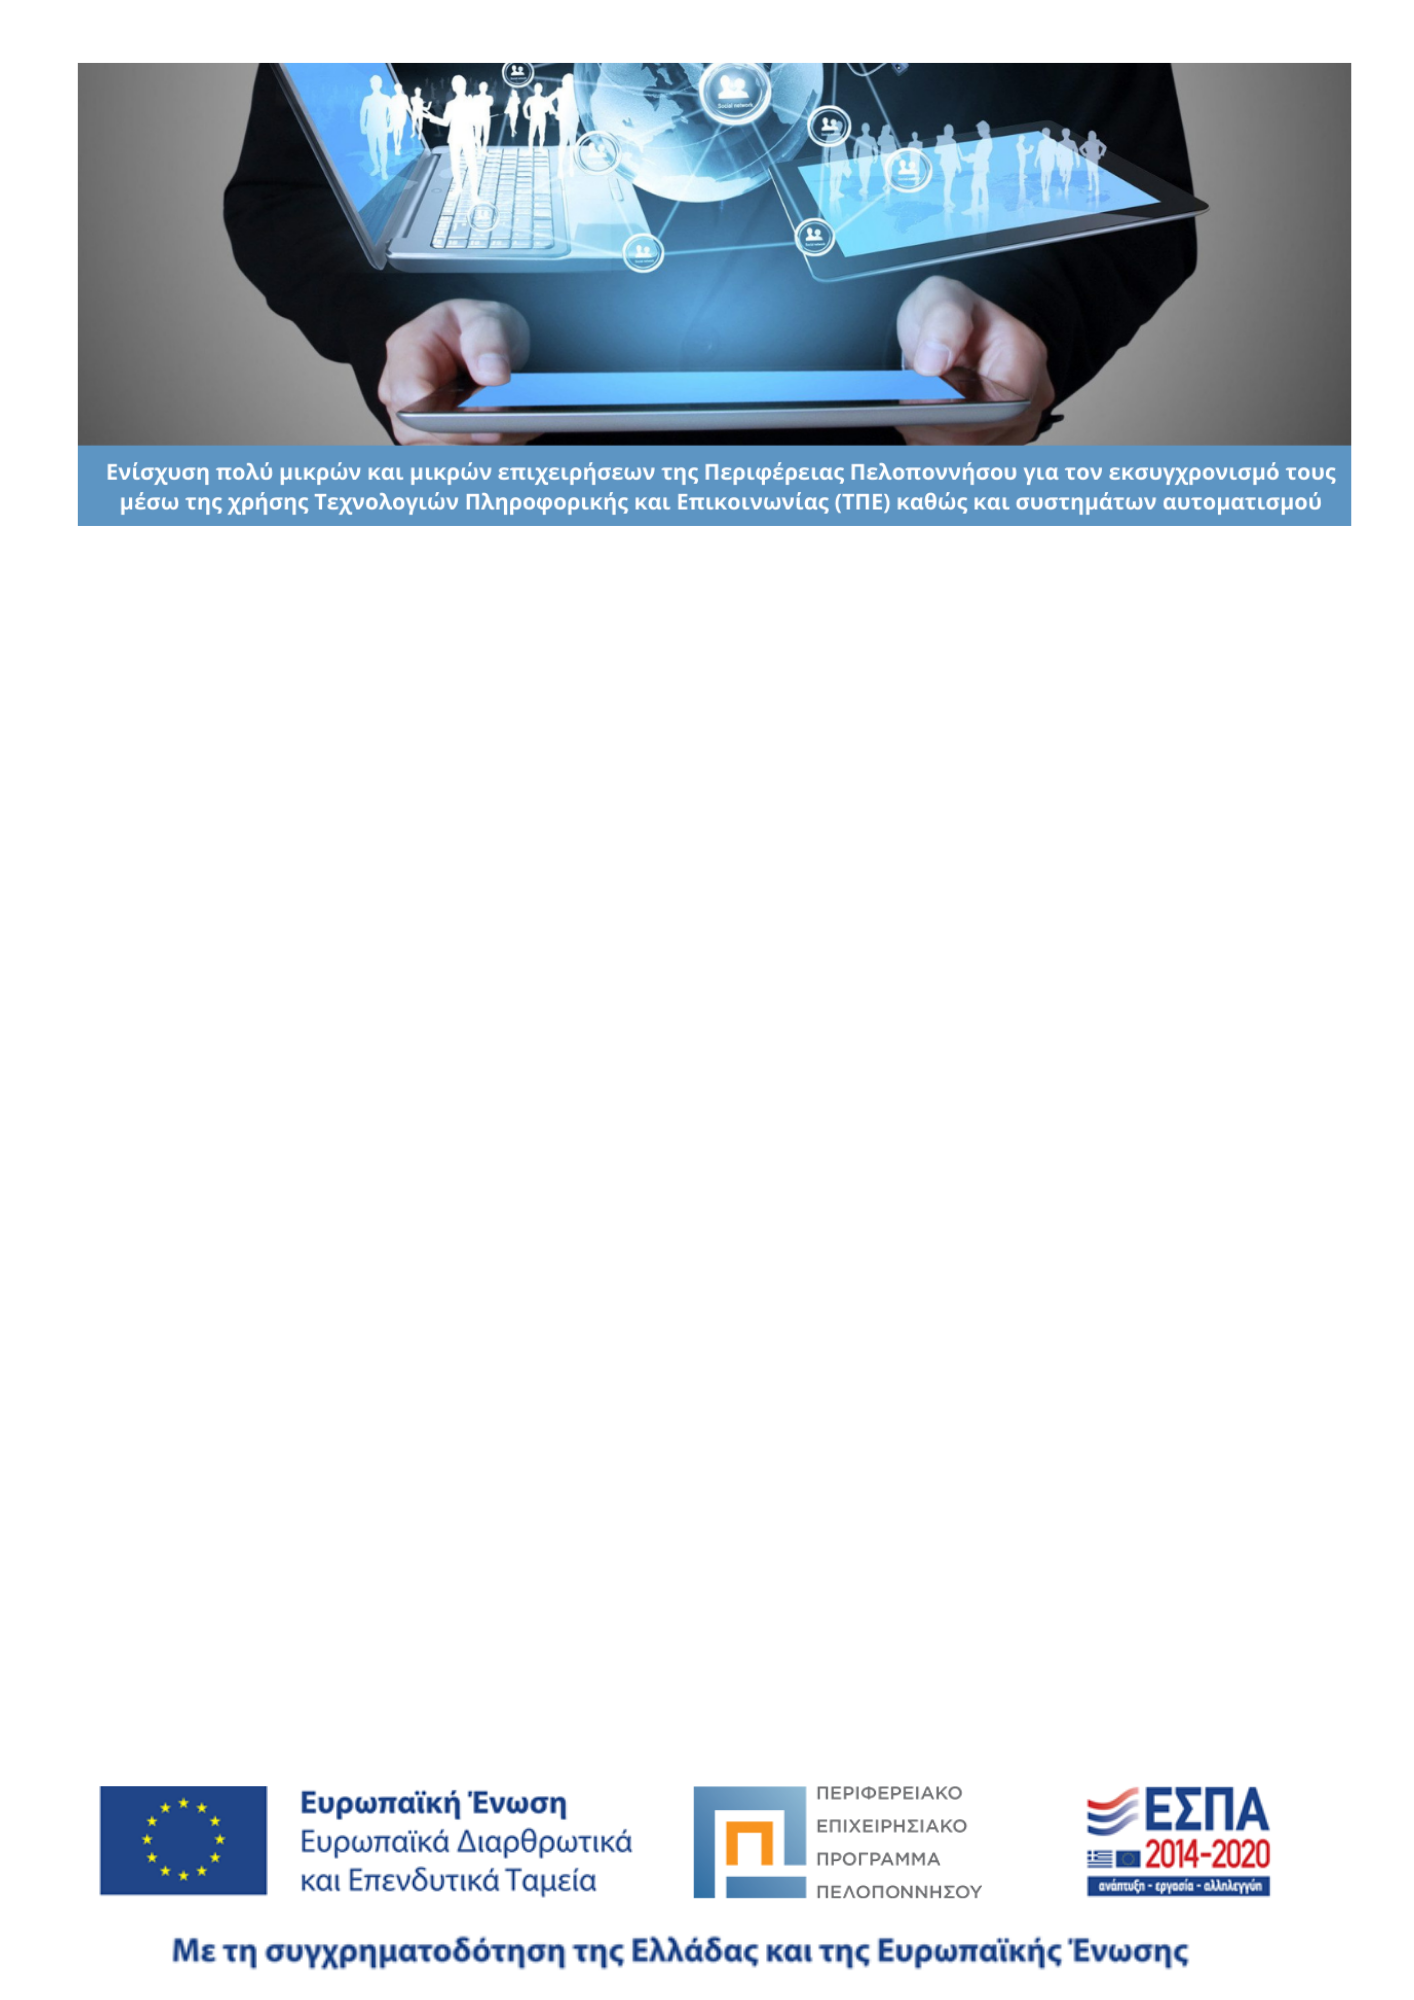 Social network
Ενίσχυση πολύ μικρών και μικρών επιχειρήσεων της Περιφέρειας Πελοποννήσου για τον εκσυγχρονισμό τους
μέσω της χρήσης Τεχνολογιών Πληροφορικής και Επικοινωνίας (ΤΠΕ) καθώς και συστημάτων αυτοματισμού
Ευρωπαϊκή Ένωση
Ευρωπαϊκά Διαρθρωτικά
και Επενδυτικά Ταμεία
ΠΕΡΙΦΕΡΕΙΑΚΟ
ΕΠΙΧΕΙΡΗΣΙΑΚΟ
ΠΡΟΓΡΑΜΜΑ
ΠΕΛΟΠΟΝΝΗΣΟΥ
ΕΣΠΑ
2014-2020
ανάπτυξη - εργασία - αλληλεγγύη
Με τη συγχρηματοδότηση της Ελλάδας και της Ευρωπαϊκής Ένωσης